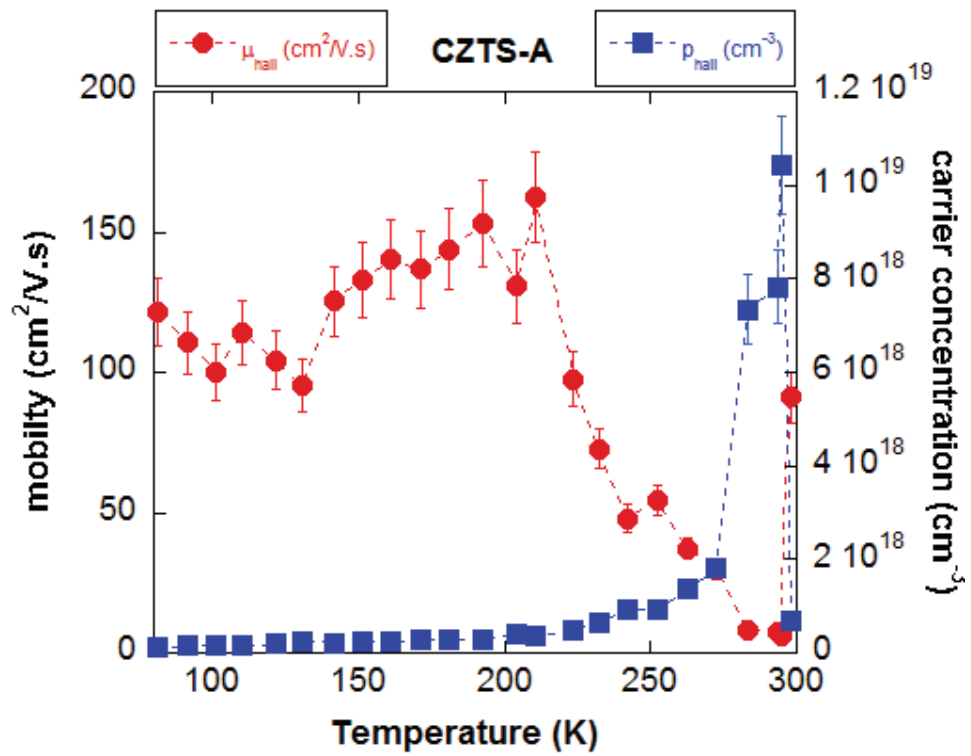 μhall (cm²/V.s)
CZTS-A
phall (cm⁻³)
200
150
100
50
0
mobilty (cm²/V.s)
1.2 10¹⁹
1 10¹⁹
8 10¹⁸
6 10¹⁸
4 10¹⁸
2 10¹⁸
0
carrier concentration (cm⁻³)
100 150 200 250 300
Temperature (K)